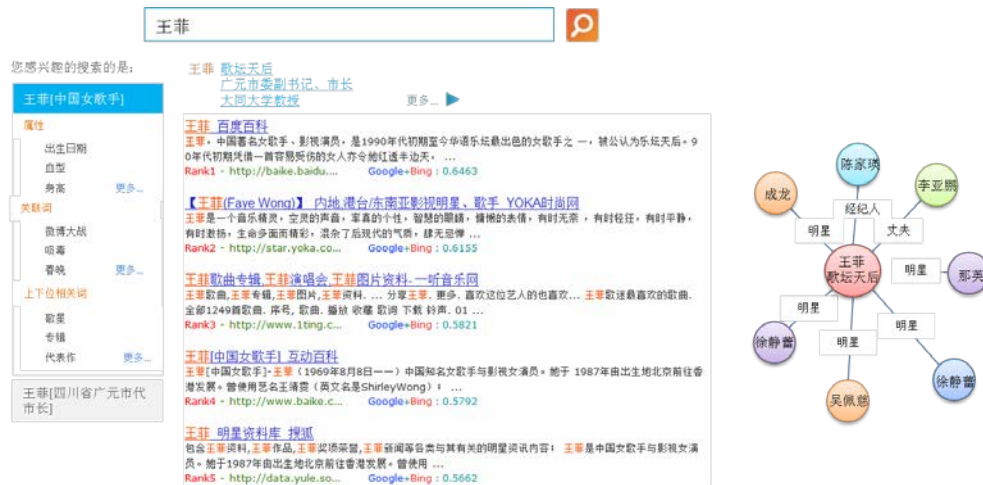 王菲
您感兴趣的搜索的是:
王菲[中国女歌手]
属性
出生日期
血型
身高 更多...
关联词
微博大战
吸毒
春晚 更多...
上下位相关词
歌星
专辑
代表作 更多...
王菲[四川省广元市代
市长]
王菲 歌坛天后
广元市委副书记、市长
大同大学教授 更多...
王菲 百度百科
王菲，中国著名女歌手、影视演员，是1990年代初期至今华语乐坛最出色的女歌手之 一，被公认为乐坛天后。9
0年代初期凭借一首容易受伤的女人亦令她红透半边天， ...
Rank1 - http://baike.baidu.... Google+Bing : 0.6463
【王菲(Faye Wong)】 内地,港台/东南亚影视明星、歌手 YOKA时尚网
王菲是一个音乐精灵，空灵的声音，率真的个性，智慧的眼睛，慵懒的表情，有时无奈 ，有时轻狂，有时平静，
有时激扬，生命多面而精彩，混杂了后现代的气质，肆无忌惮 ...
Rank2 - http://star.yoka.co... Google+Bing : 0.6155
王菲歌曲专辑,王菲演唱会,王菲图片资料-一听音乐网
王菲歌曲,王菲专辑,王菲图片,王菲资料. ... 分享王菲. 更多. 喜欢这位艺人的也喜欢... 王菲歌迷最喜欢的歌曲.
全部1249首歌曲. 序号, 歌曲. 播放 收藏 歌词 下载 铃声. 01 ...
Rank3 - http://www.1ting.c... Google+Bing : 0.5821
王菲[中国女歌手] 互动百科
王菲[中国女歌手]-王菲（1969年8月8日——）中国知名女歌手与影视女演员。她于 1987年由出生地北京前往香
港发展。曾使用艺名王靖雯（英文名是ShirleyWong）； ...
Rank4 - http://www.baike.c... Google+Bing : 0.5792
王菲 明星资料库 搜狐
包含王菲资料,王菲作品,王菲奖项荣誉,王菲新闻等各类与其有关的明星资讯内容： 王菲是中国女歌手与影视女演
员。她于1987年由出生地北京前往香港发展。曾使用 ...
Rank5 - http://data.yule.so... Google+Bing : 0.5662
陈家瑛
成龙
李亚鹏
经纪人
明星
丈夫
王菲
歌坛天后
明星
那英
明星
明星
徐静蕾
明星
徐静蕾
吴佩慈